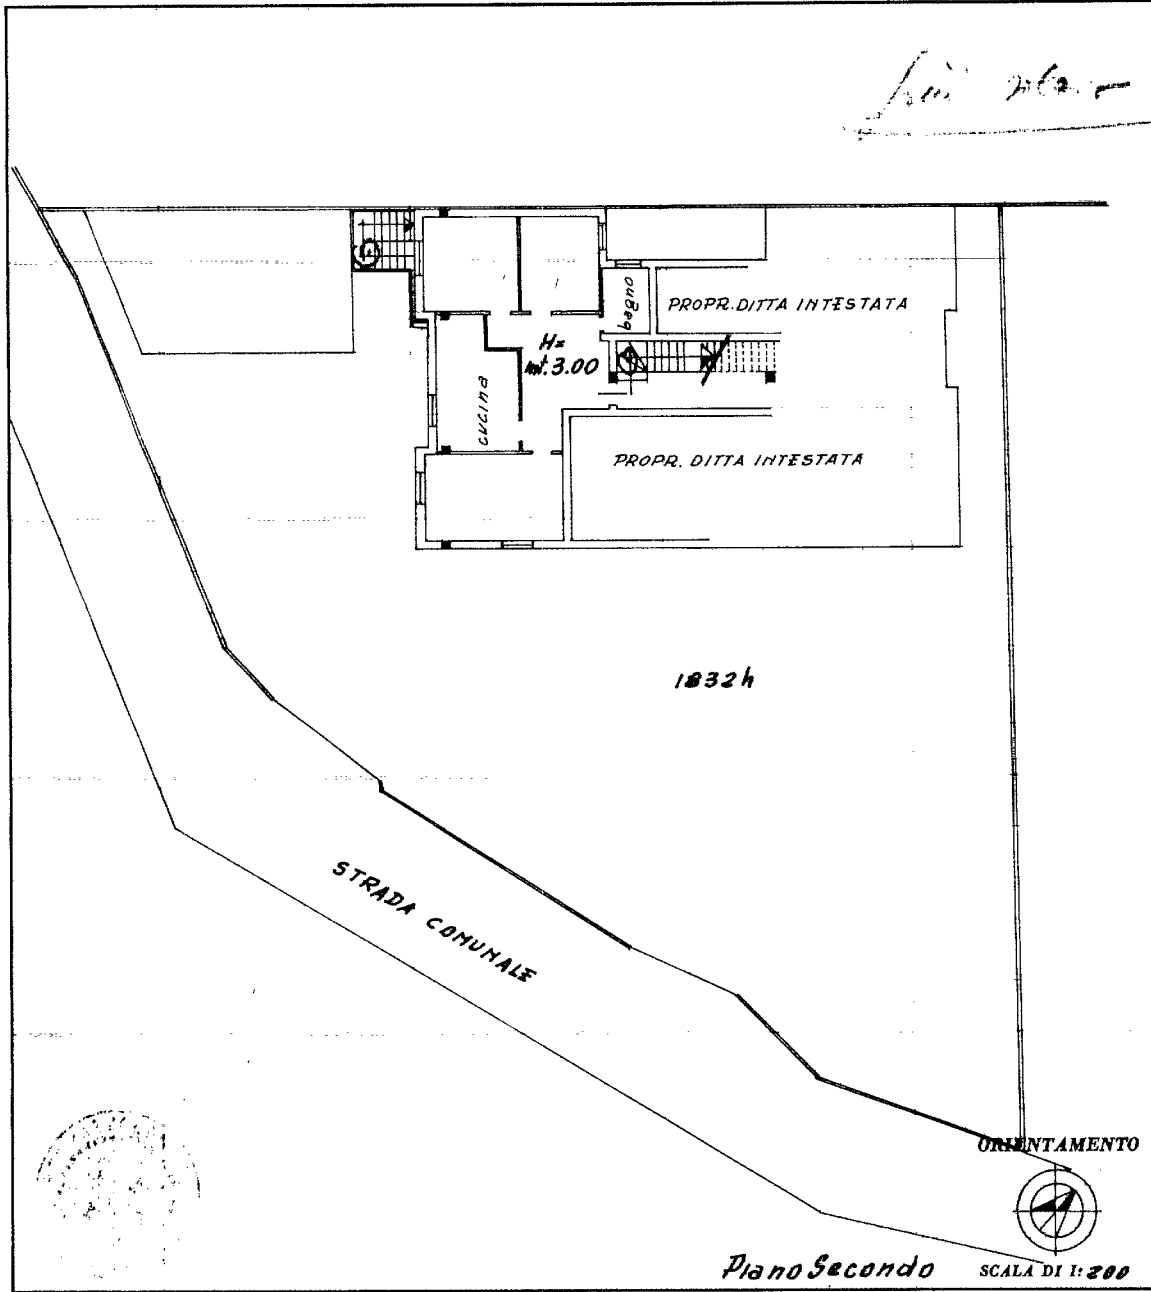 PROPR. DITTA INTESTATA
bagno
H=
mt. 3.00
cucina
PROPR. DITTA INTESTATA
1832h
STRADA COMUNALE
ORIENTAMENTO
Piano Secondo
SCALA DI 1: 200